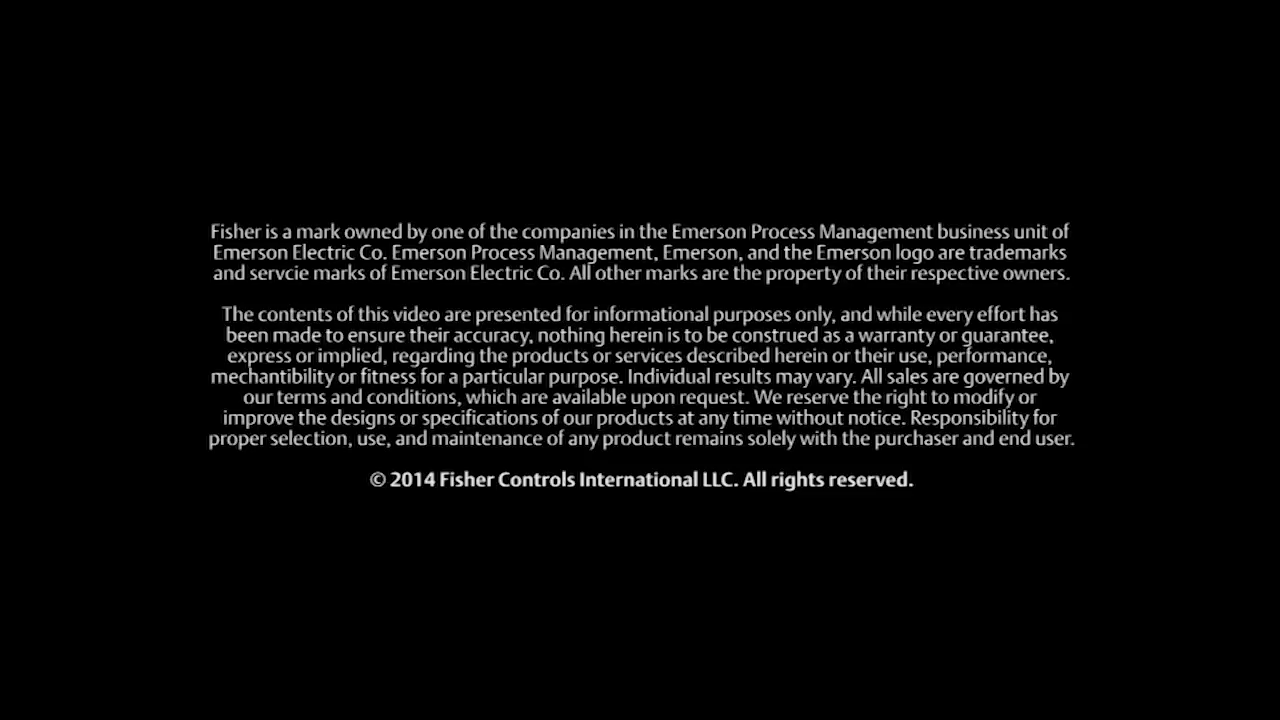 Fisher is a mark owned by one of the companies in the Emerson Process Management business unit of
Emerson Electric Co. Emerson Process Management, Emerson, and the Emerson logo are trademarks
and servcie marks of Emerson Electric Co. All other marks are the property of their respective owners.
The contents of this video are presented for informational purposes only, and while every effort has
been made to ensure their accuracy, nothing herein is to be construed as a warranty or guarantee,
express or implied, regarding the products or services described herein or their use, performance,
mechantibility or fitness for a particular purpose. Individual results may vary. All sales are governed by
our terms and conditions, which are available upon request. We reserve the right to modify or
improve the designs or specifications of our products at any time without notice. Responsibility for
proper selection, use, and maintenance of any product remains solely with the purchaser and end user.
© 2014 Fisher Controls International LLC. All rights reserved.